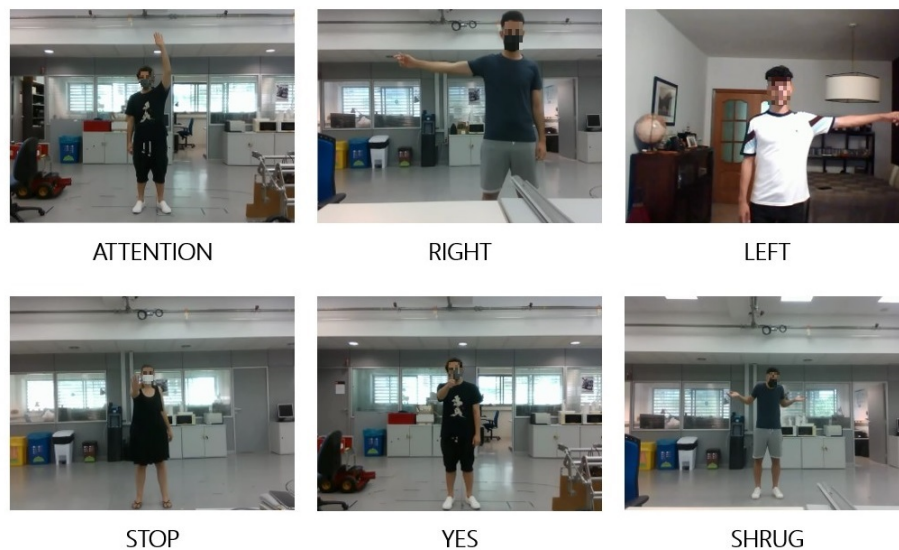 ATTENTION
RIGHT
LEFT
STOP
YES
SHRUG